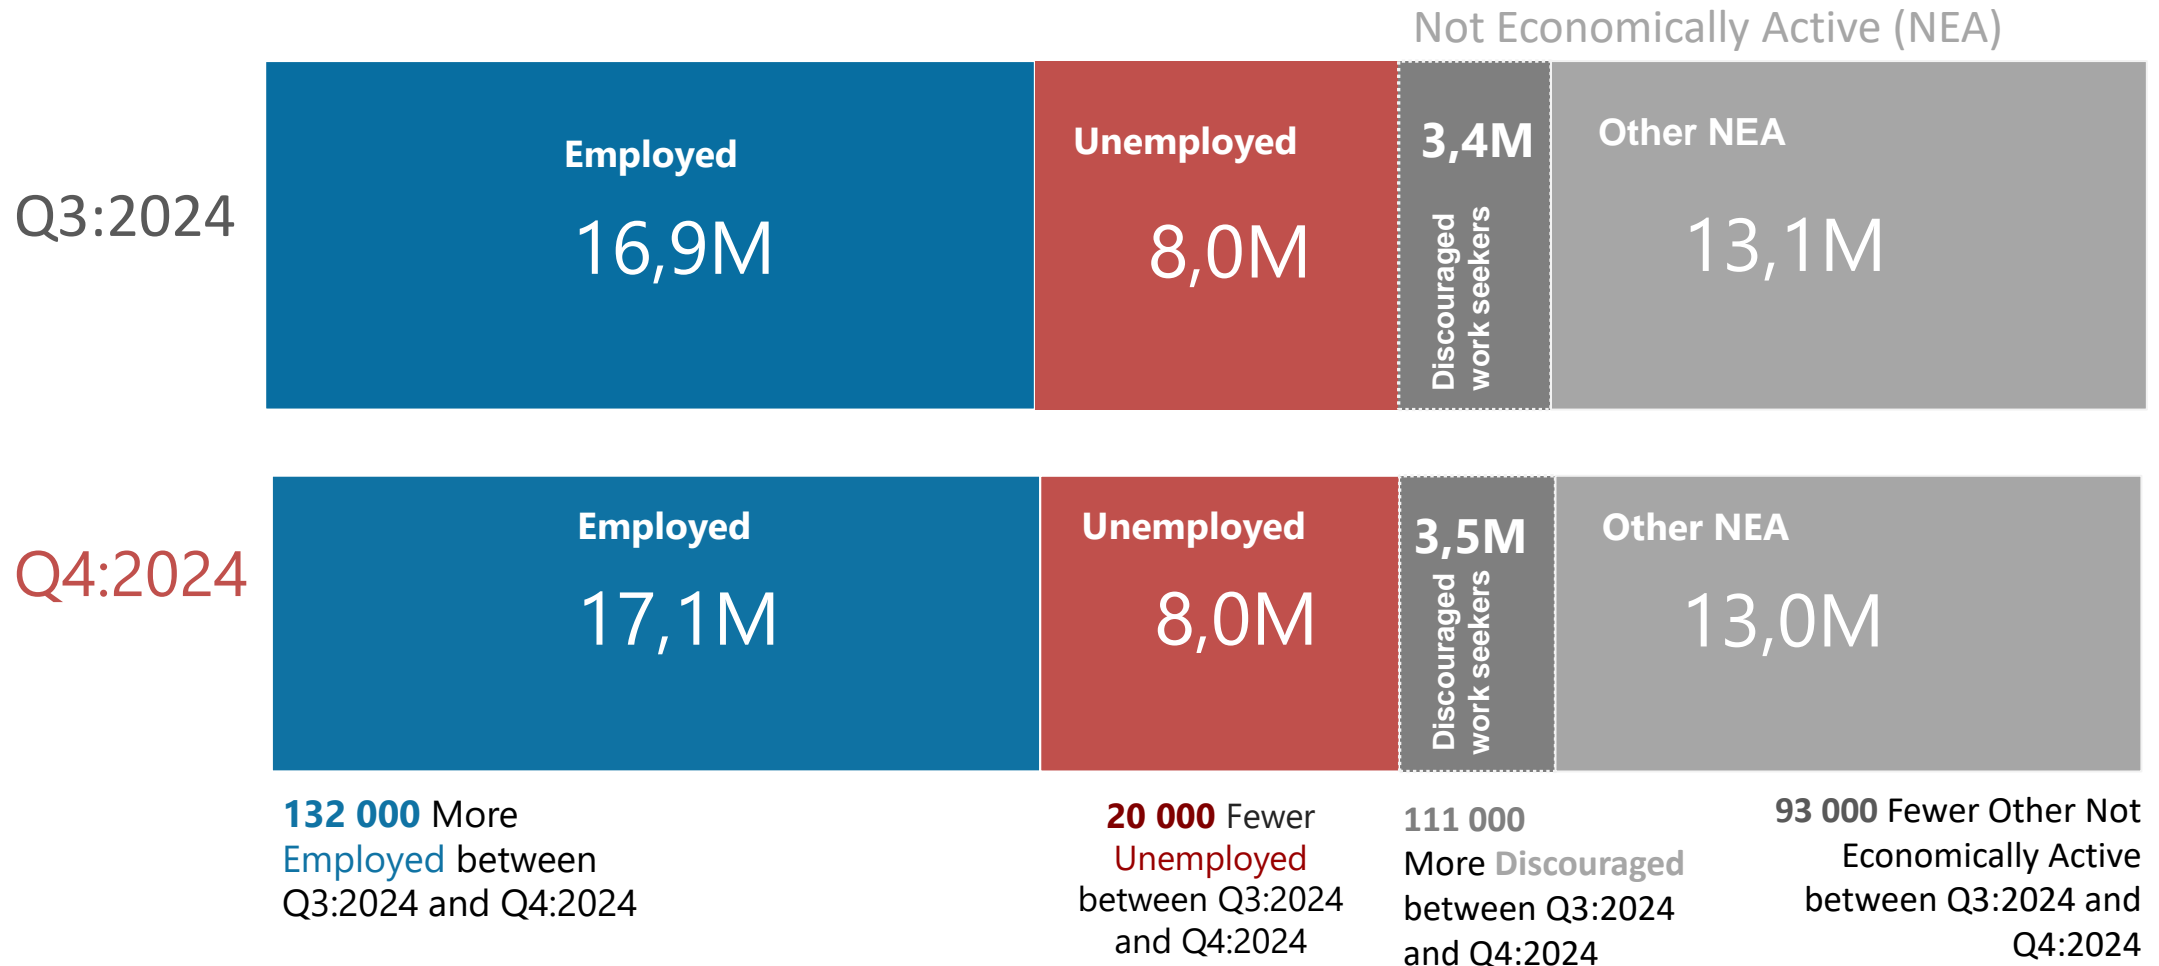 Not Economically Active (NEA)
Q3:2024
Employed
16,9M
Unemployed
8,0M
3,4M
Discouraged
work seekers
Other NEA
13,1M
Q4:2024
Employed
17,1M
Unemployed
8,0M
3,5M
Discouraged
work seekers
Other NEA
13,0M
132 000 More
Employed between
Q3:2024 and Q4:2024
20 000 Fewer
Unemployed
between Q3:2024
and Q4:2024
111 000
More Discouraged
between Q3:2024
and Q4:2024
93 000 Fewer Other Not
Economically Active
between Q3:2024 and
Q4:2024